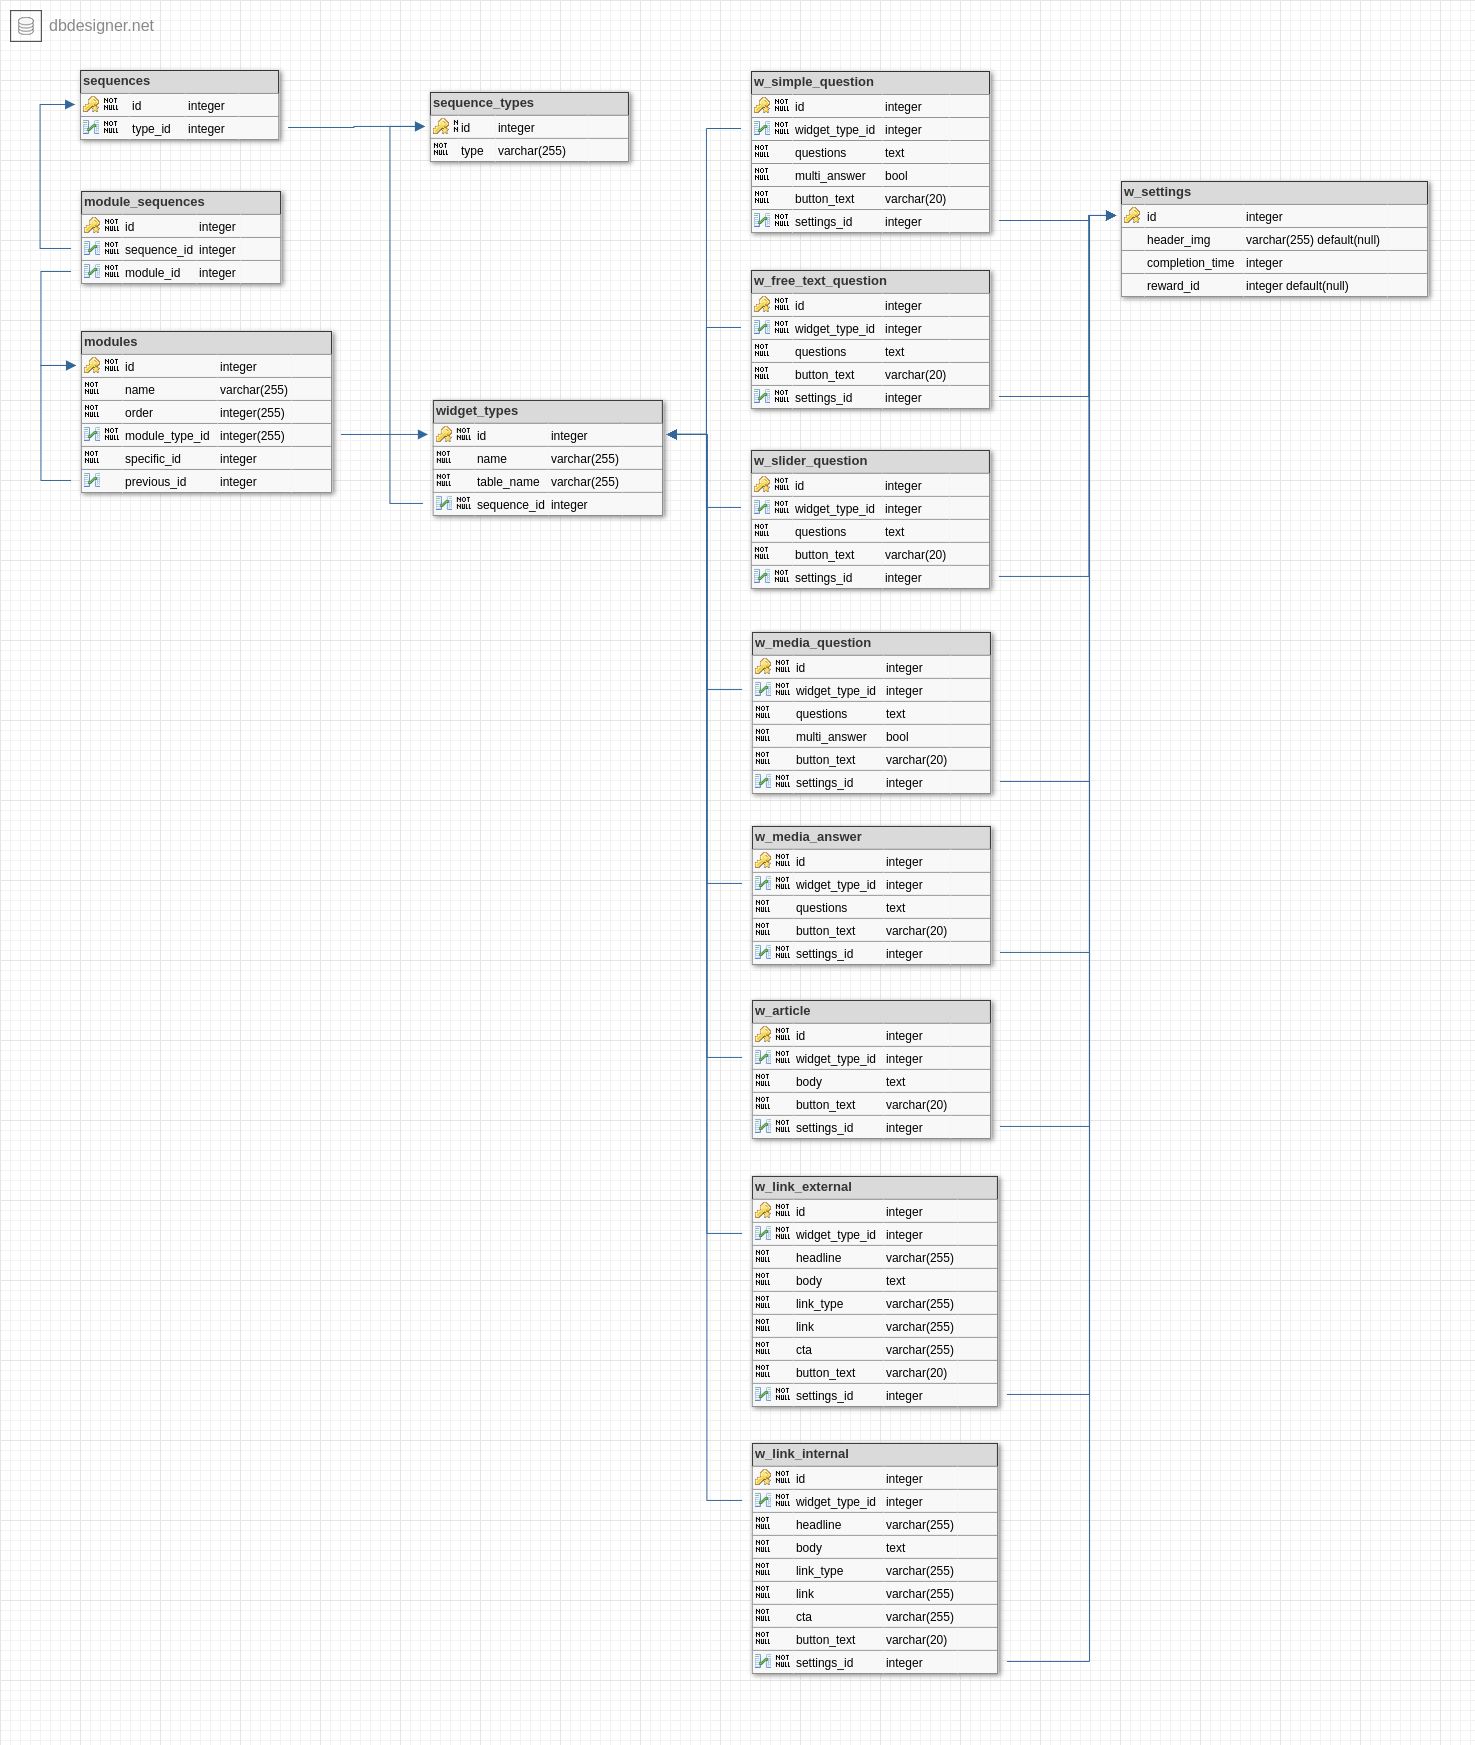 dbdesigner.net
sequences
NOT NULL id integer
NOT NULL type_id integer
module_sequences
NOT NULL id integer
NOT NULL sequence_id integer
NOT NULL module_id integer
modules
NOT NULL id integer
NOT NULL name varchar(255)
NOT NULL order integer(255)
NOT NULL module_type_id integer(255)
NOT NULL specific_id integer
previous_id integer
sequence_types
N N id integer
NOT NULL type varchar(255)
widget_types
NOT NULL id integer
NOT NULL name varchar(255)
NOT NULL table_name varchar(255)
NOT NULL sequence_id integer
w_simple_question
NOT NULL id integer
NOT NULL widget_type_id integer
NOT NULL questions text
NOT NULL multi_answer bool
NOT NULL button_text varchar(20)
NOT NULL settings_id integer
w_free_text_question
NOT NULL id integer
NOT NULL widget_type_id integer
NOT NULL questions text
NOT NULL button_text varchar(20)
NOT NULL settings_id integer
w_slider_question
NOT NULL id integer
NOT NULL widget_type_id integer
NOT NULL questions text
NOT NULL button_text varchar(20)
NOT NULL settings_id integer
w_media_question
NOT NULL id integer
NOT NULL widget_type_id integer
NOT NULL questions text
NOT NULL multi_answer bool
NOT NULL button_text varchar(20)
NOT NULL settings_id integer
w_media_answer
NOT NULL id integer
NOT NULL widget_type_id integer
NOT NULL questions text
NOT NULL button_text varchar(20)
NOT NULL settings_id integer
w_article
NOT NULL id integer
NOT NULL widget_type_id integer
NOT NULL body text
NOT NULL button_text varchar(20)
NOT NULL settings_id integer
w_link_external
NOT NULL id integer
NOT NULL widget_type_id integer
NOT NULL headline varchar(255)
NOT NULL body text
NOT NULL link_type varchar(255)
NOT NULL link varchar(255)
NOT NULL cta varchar(255)
NOT NULL button_text varchar(20)
NOT NULL settings_id integer
w_link_internal
NOT NULL id integer
NOT NULL widget_type_id integer
NOT NULL headline varchar(255)
NOT NULL body text
NOT NULL link_type varchar(255)
NOT NULL link varchar(255)
NOT NULL cta varchar(255)
NOT NULL button_text varchar(20)
NOT NULL settings_id integer
w_settings
id integer
header_img varchar(255) default(null)
completion_time integer
reward_id integer default(null)